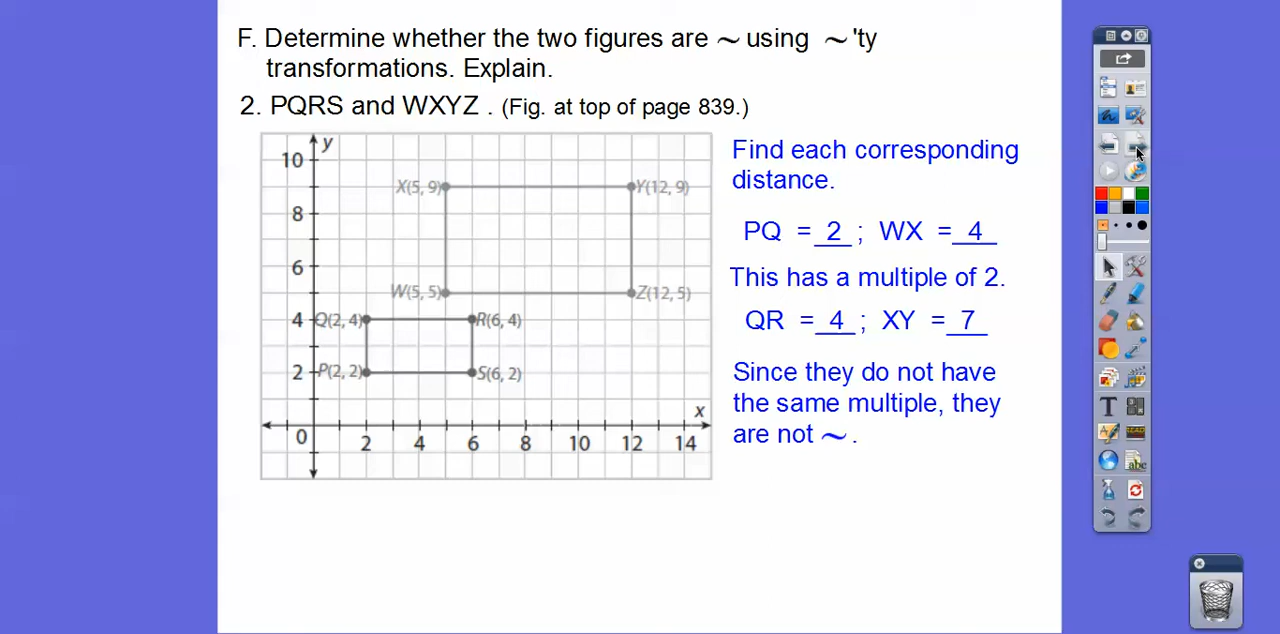 F. Determine whether the two figures are ~ using ~'ty
transformations. Explain.
2. PQRS and WXYZ . (Fig. at top of page 839.)
y
10
8
6
4
2
0
2 4 6 8 10 12 14
x
X(5, 9)
Y(12, 9)
W(5, 5)
Z(12, 5)
Q(2, 4)
R(6, 4)
P(2, 2)
S(6, 2)
Find each corresponding
distance.
PQ = 2 ; WX = 4
This has a multiple of 2.
QR = 4 ; XY = 7
Since they do not have
the same multiple, they
are not ~ .
T
abc